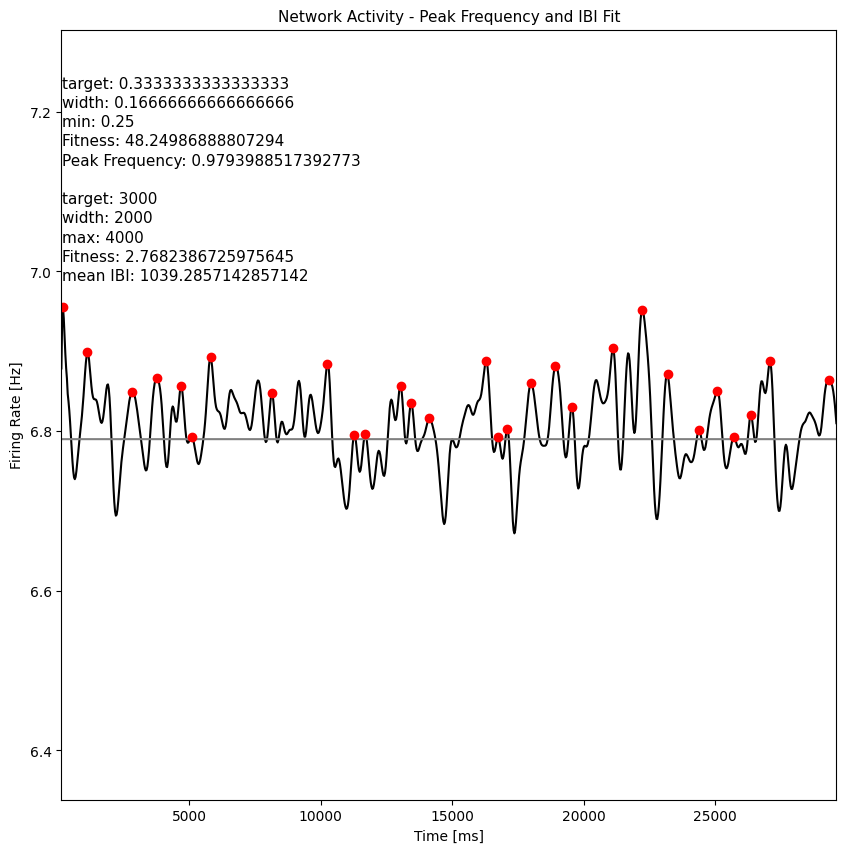 Network Activity - Peak Frequency and IBI Fit
target: 0.3333333333333333
width: 0.16666666666666666
min: 0.25
Fitness: 48.24986888807294
Peak Frequency: 0.9793988517392773
target: 3000
width: 2000
max: 4000
Fitness: 2.7682386725975645
mean IBI: 1039.2857142857142
7.2
7.0
6.8
6.6
6.4
Firing Rate [Hz]
5000
10000
15000
20000
25000
Time [ms]